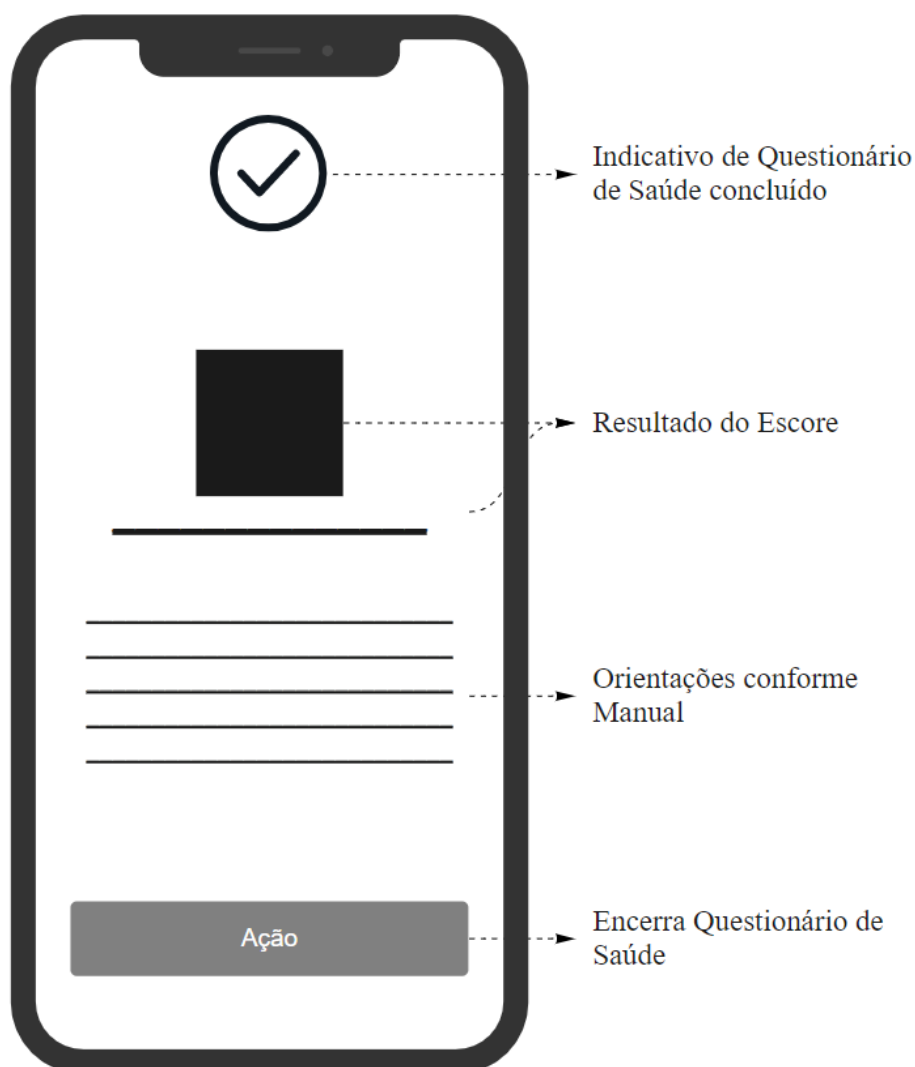 Indicativo de Questionário
de Saúde concluído
Resultado do Escore
Orientações conforme
Manual
Ação
Encerra Questionário de
Saúde